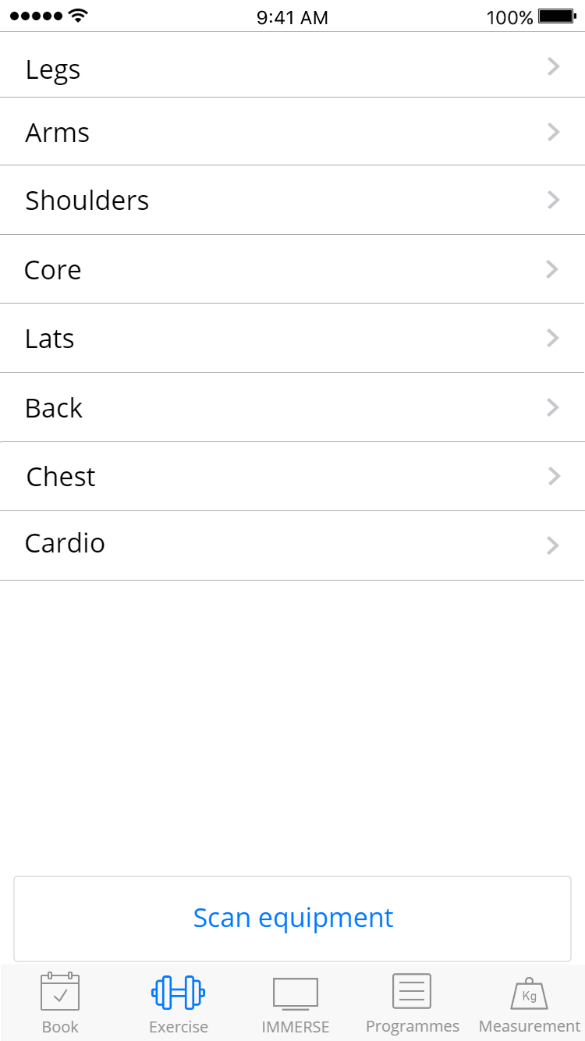 9:41 AM 100%
Legs
Arms
Shoulders
Core
Lats
Back
Chest
Cardio
Scan equipment
Kg
Book Exercise IMMERSE Programmes Measurement